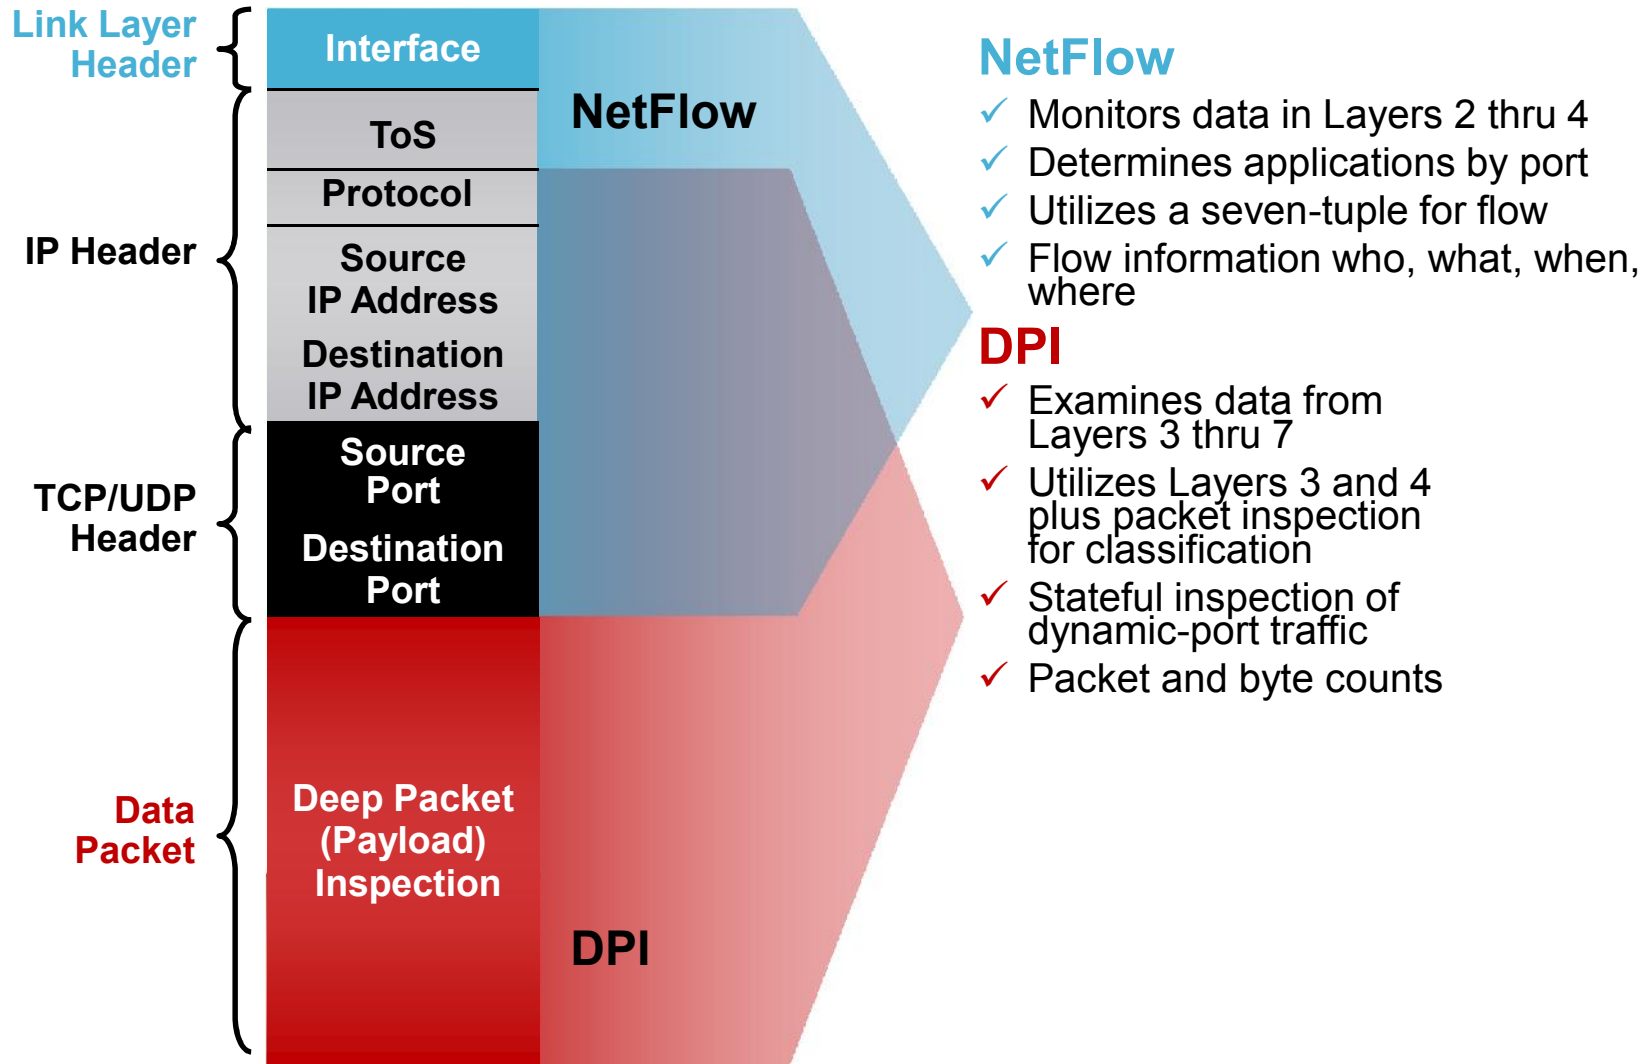 Link Layer
Header
IP Header
TCP/UDP
Header
Data
Packet
Interface
ToS
Protocol
Source
IP Address
Destination
IP Address
Source
Port
Destination
Port
Deep Packet
(Payload)
Inspection
NetFlow
DPI
NetFlow
✓ Monitors data in Layers 2 thru 4
✓ Determines applications by port
✓ Utilizes a seven-tuple for flow
✓ Flow information who, what, when,
where
DPI
✓ Examines data from
Layers 3 thru 7
✓ Utilizes Layers 3 and 4
plus packet inspection
for classification
✓ Stateful inspection of
dynamic-port traffic
✓ Packet and byte counts